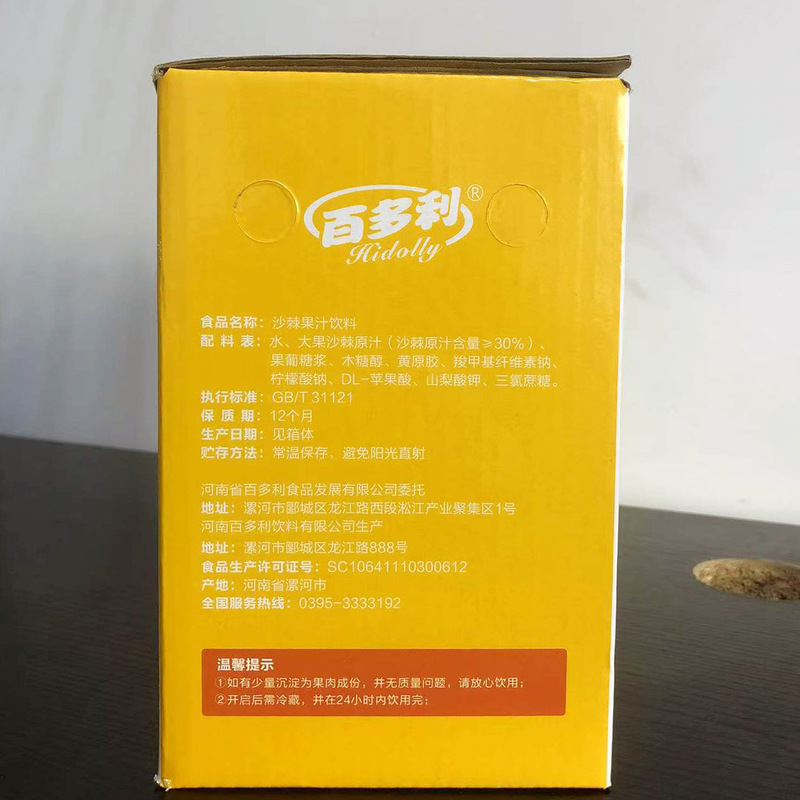 百多利®
Hidolly
食品名称：沙棘果汁饮料
配料表：水、大果沙棘原汁（沙棘原汁含量≥30%）、
果葡糖浆、木糖醇、黄原胶、羧甲基纤维素钠、
柠檬酸钠、DL-苹果酸、山梨酸钾、三氯蔗糖。
执行标准：GB/T 31121
保质期：12个月
生产日期：见箱体
贮存方法：常温保存，避免阳光直射
河南省百多利食品发展有限公司委托
地址：漯河市郾城区龙江路西段淞江产业聚集区1号
河南百多利饮料有限公司生产
地址：漯河市郾城区龙江路888号
食品生产许可证号：SC10641110300612
产地：河南省漯河市
全国服务热线：0395-3333192
温馨提示
①如有少量沉淀为果肉成份，并无质量问题，请放心饮用；
②开启后需冷藏，并在24小时内饮用完；